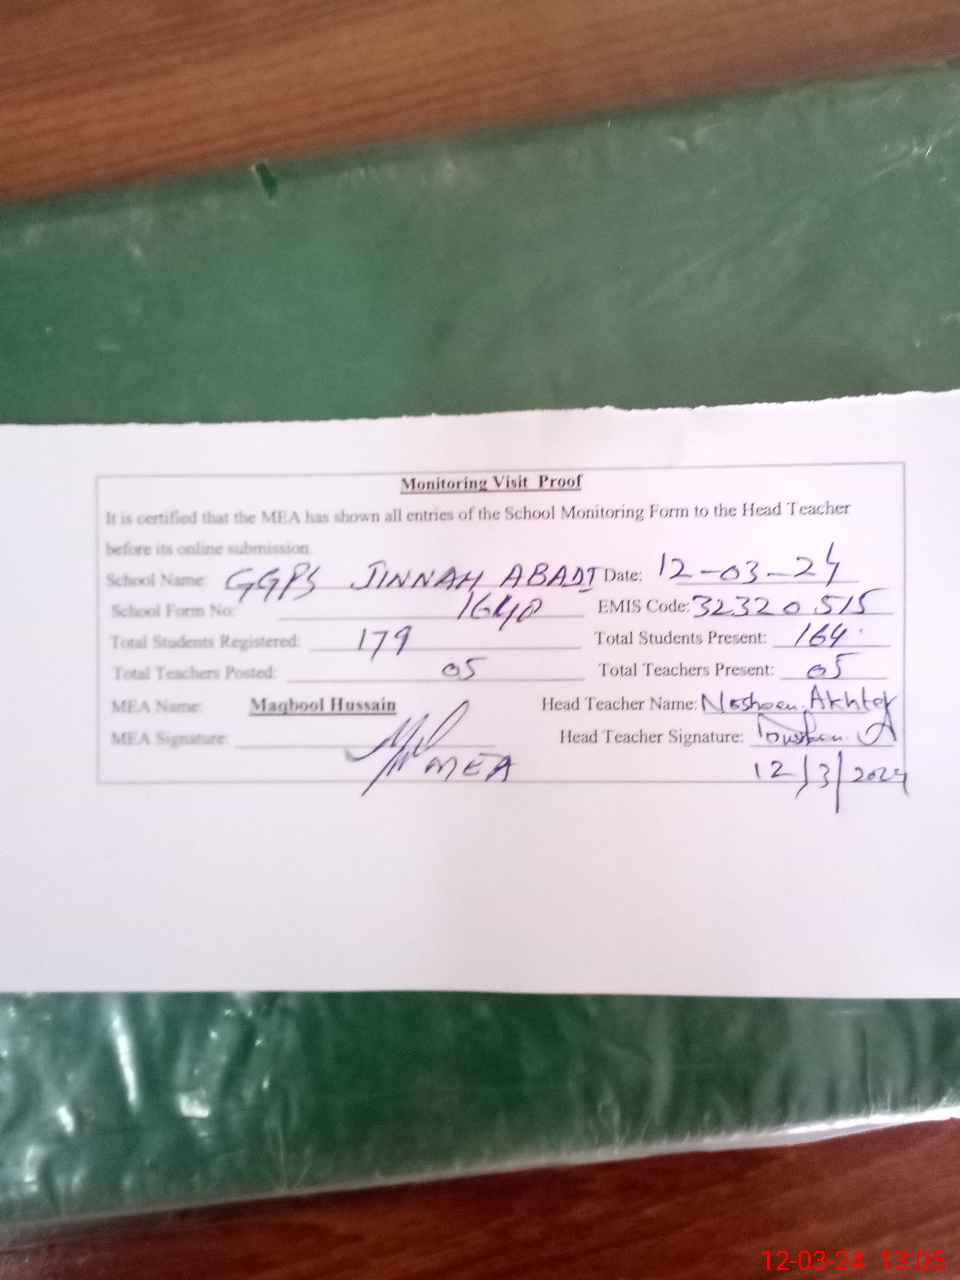 Monitoring Visit Proof
It is certified that the MEA has shown all entries of the School Monitoring Form to the Head Teacher
before its online submission
School Name: GGPS JINNAH ABADI Date: 12-03-24
School Form No: EMIS Code: 32320515
Total Students Registered: 179 Total Students Present: 164
Total Teachers Posted: 05 Total Teachers Present: 05
MEA Name: Maqbool Hussain Head Teacher Name: Akhter
MEA Signature: Head Teacher Signature:
MEA 12/3/2024
12-03-24 13:05